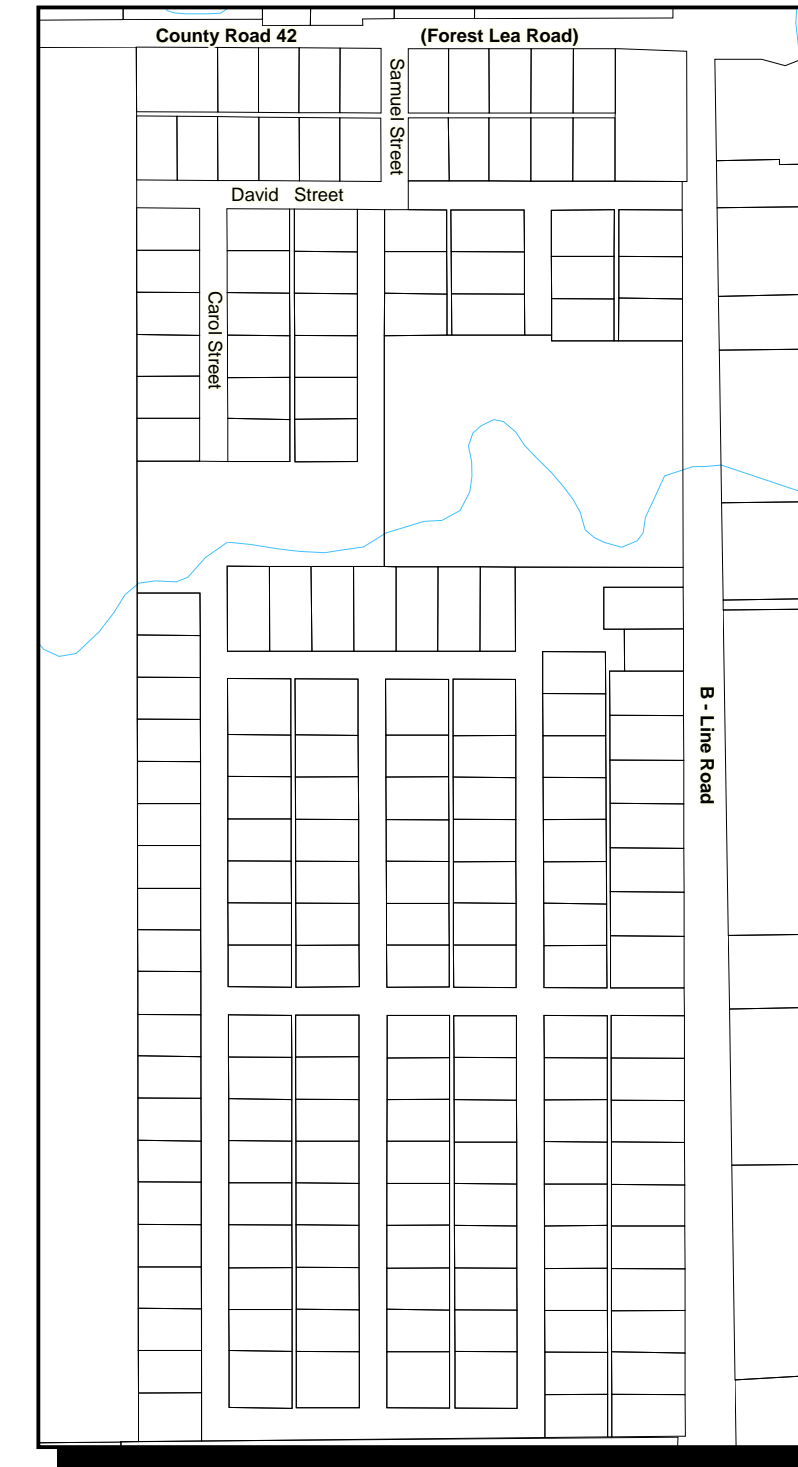 County Road 42 (Forest Lea Road)
Samuel Street
David Street
Carol Street
B - Line Road